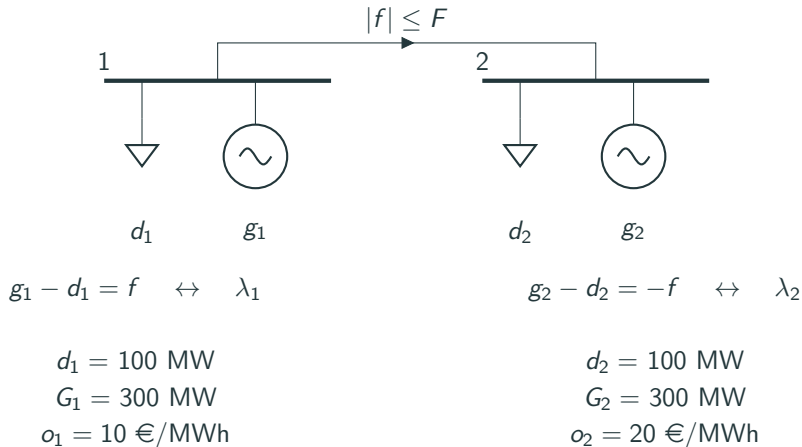 |f| ≤ F
1
2
d₁ g₁ d₂ g₂
g₁ − d₁ = f ↔ λ₁
g₂ − d₂ = −f ↔ λ₂
d₁ = 100 MW
G₁ = 300 MW
o₁ = 10 €/MWh
d₂ = 100 MW
G₂ = 300 MW
o₂ = 20 €/MWh